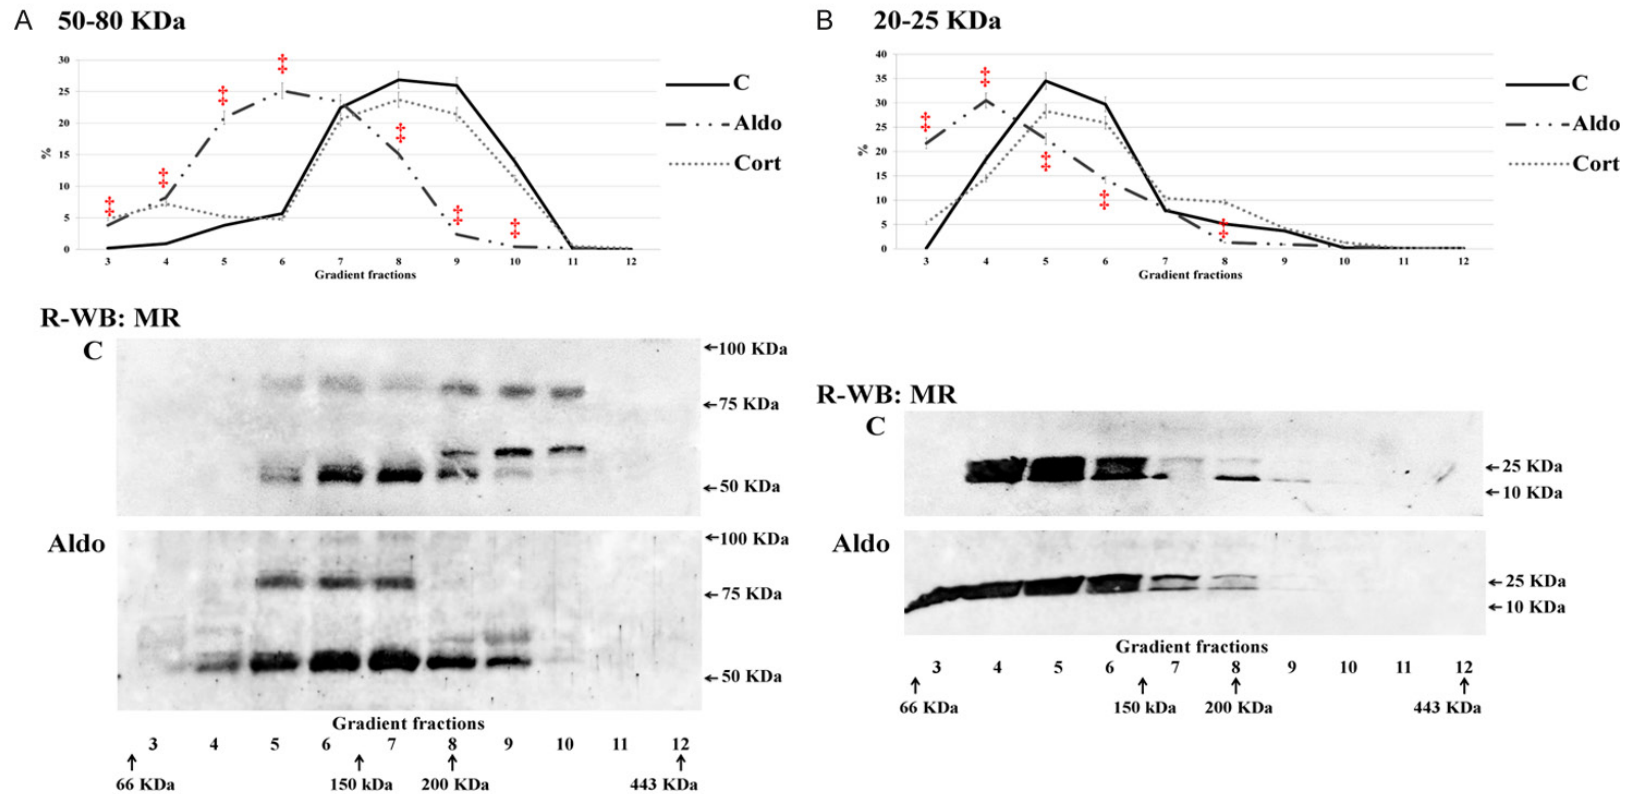 A 50-80 KDa
30
25
20
15
10
5
0
%
3 4 5 6 7 8 9 10 11 12
Gradient fractions
C
Aldo
Cort
R-WB: MR
C
100 KDa
75 KDa
50 KDa
Aldo
100 KDa
75 KDa
50 KDa
Gradient fractions
3 4 5 6 7 8 9 10 11 12
66 KDa 150 kDa 200 KDa 443 KDa
B 20-25 KDa
40
35
30
25
20
15
10
5
0
%
3 4 5 6 7 8 9 10 11 12
Gradient fractions
C
Aldo
Cort
R-WB: MR
C
25 KDa
10 KDa
Aldo
25 KDa
10 KDa
Gradient fractions
3 4 5 6 7 8 9 10 11 12
66 KDa 150 kDa 200 KDa 443 KDa